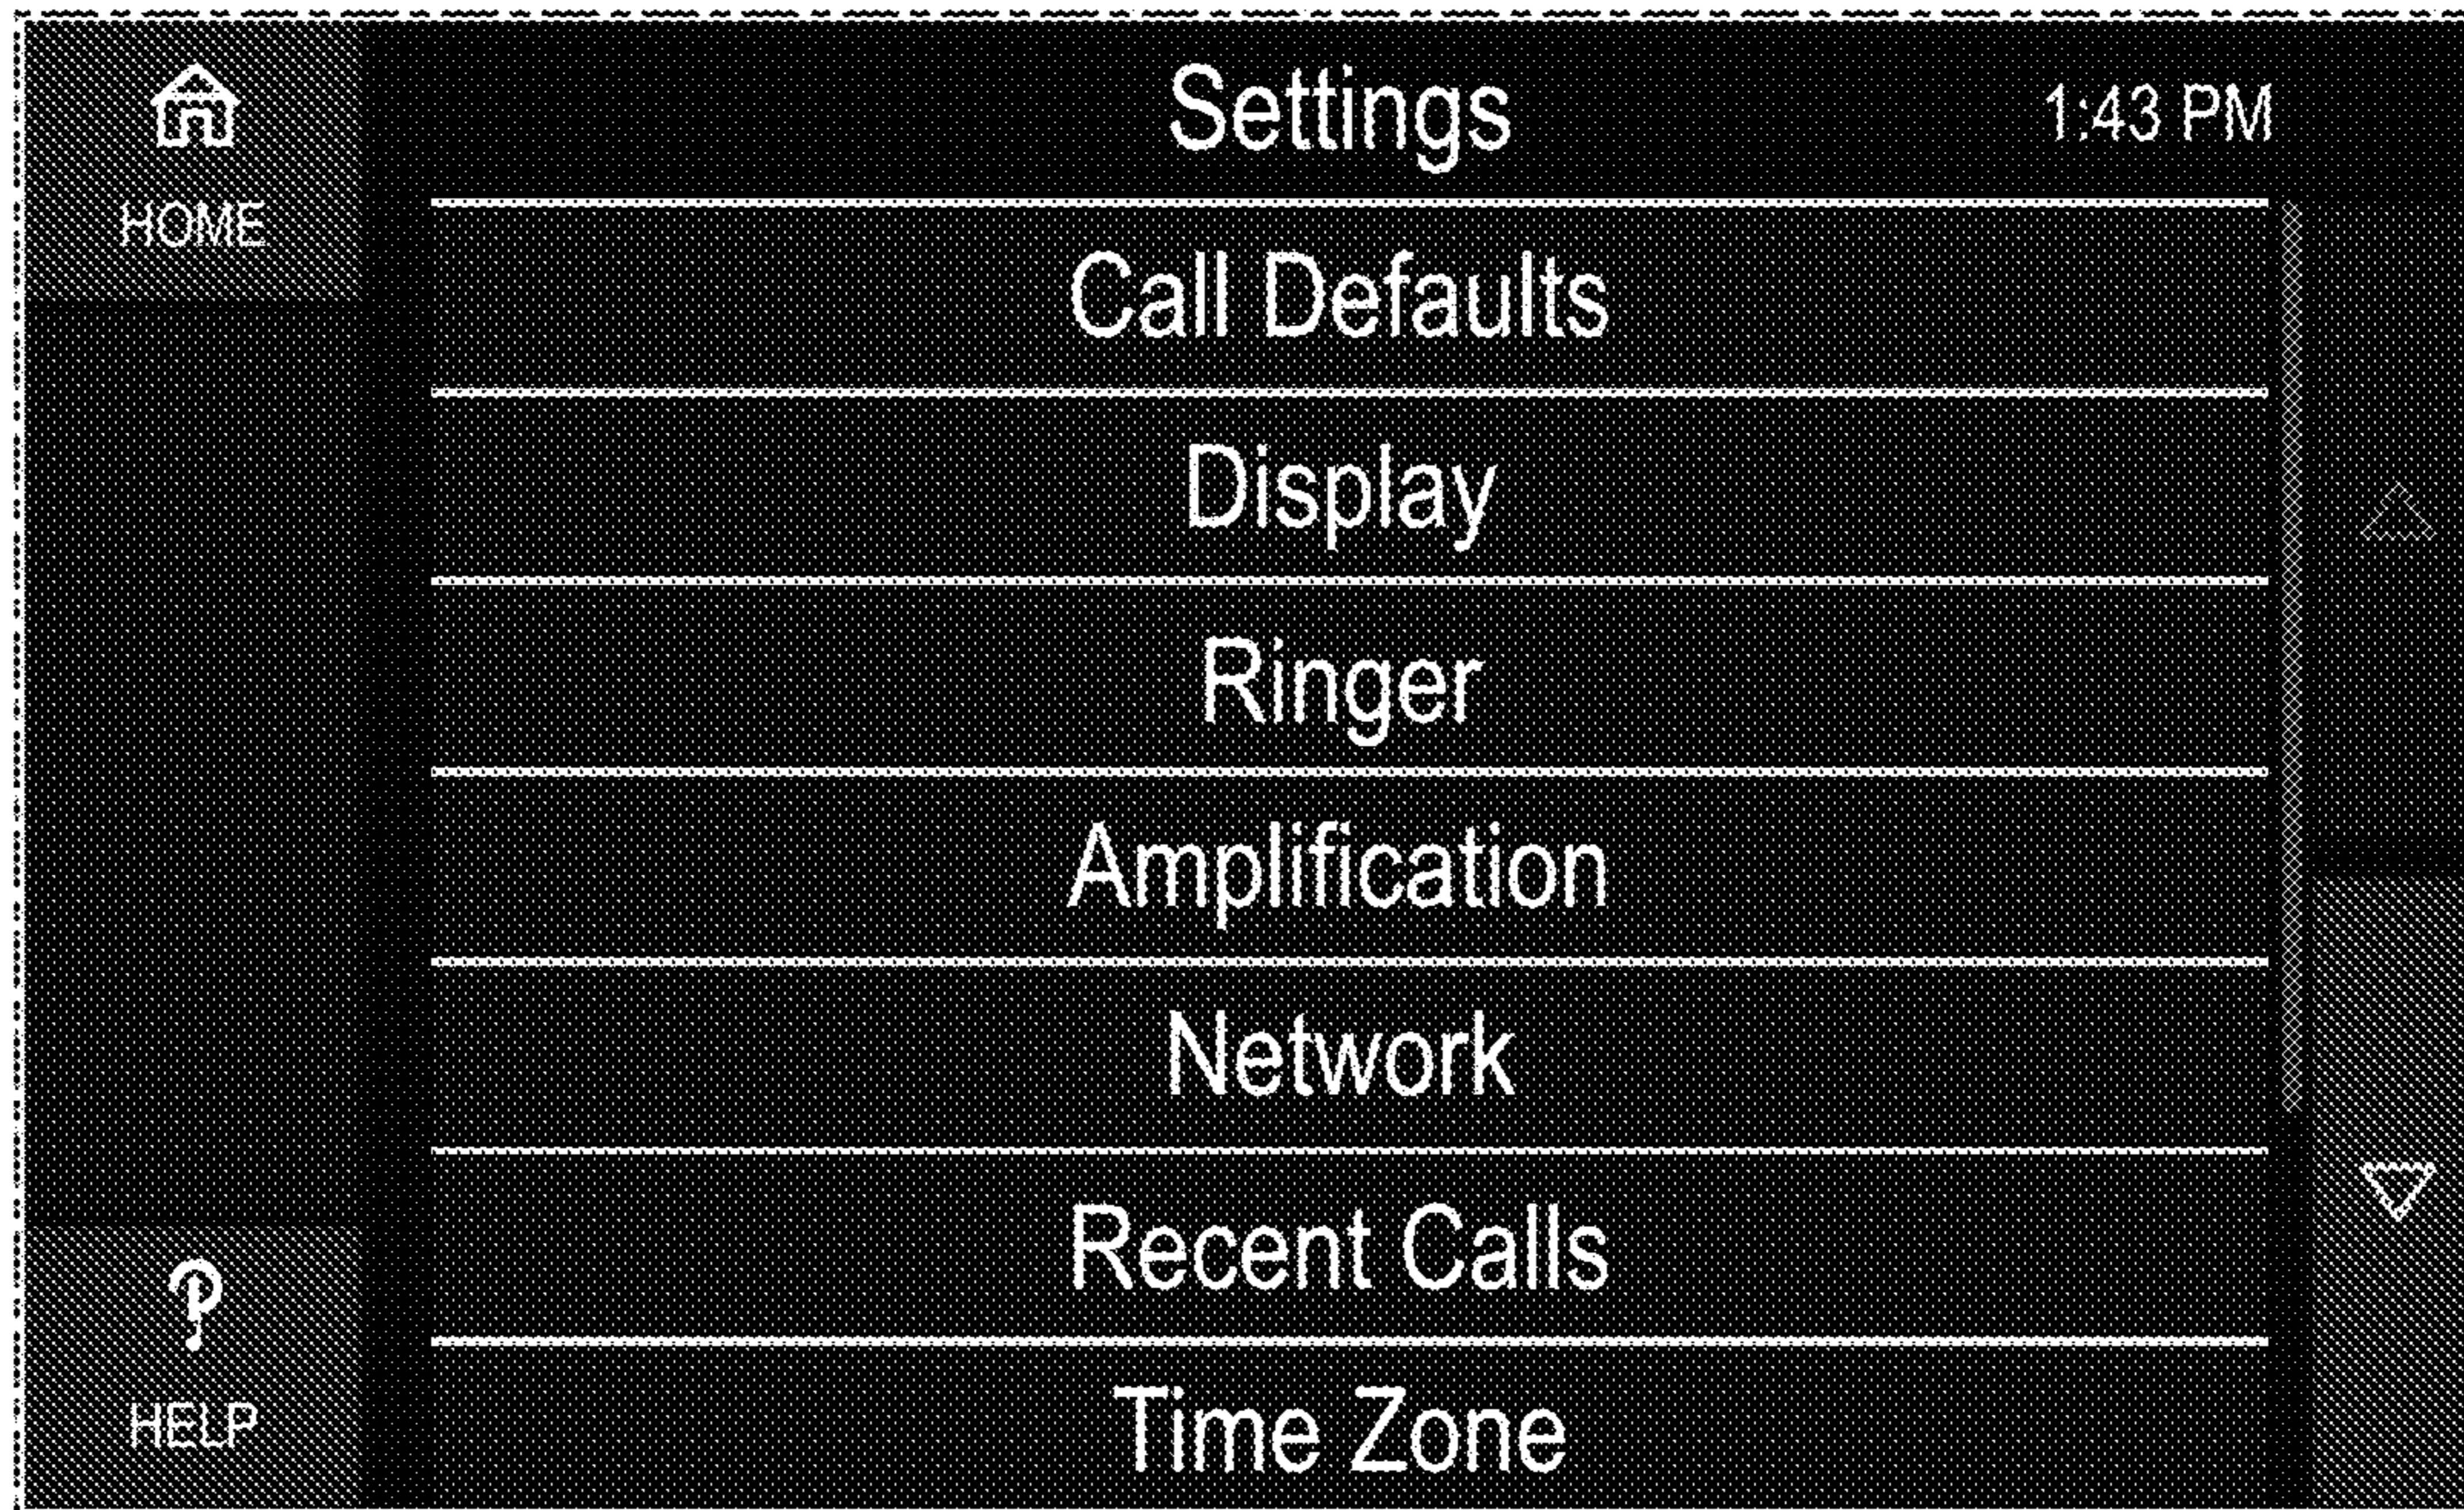 Settings
1:43 PM
HOME
Call Defaults
Display
Ringer
Amplification
Network
Recent Calls
Time Zone
HELP